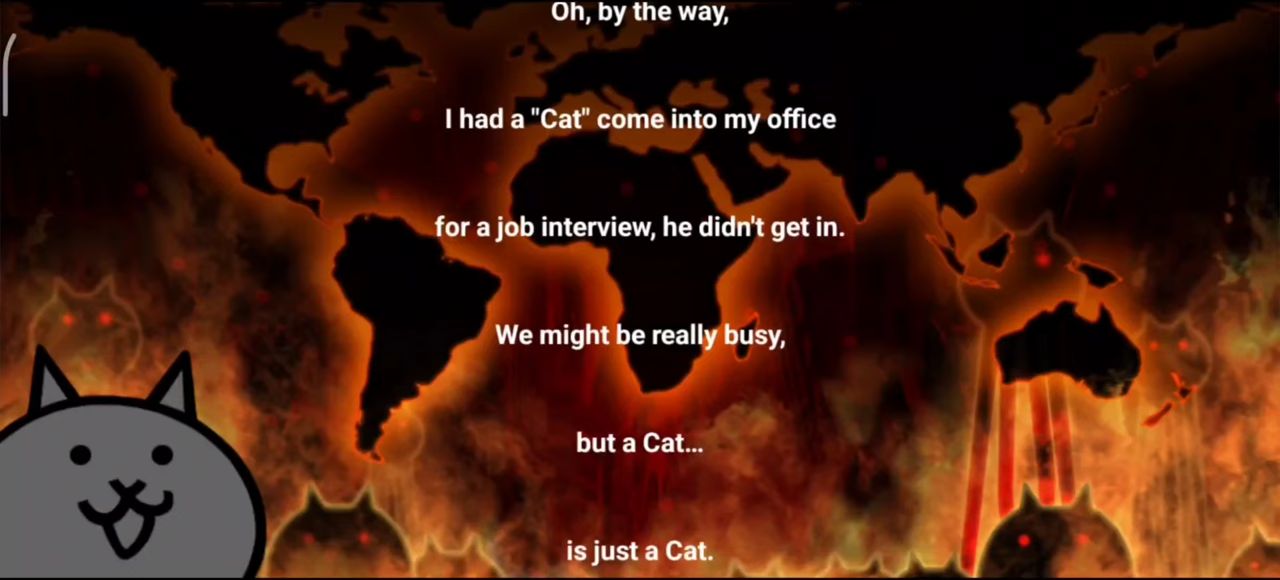 Oh, by the way,
I had a "Cat" come into my office
for a job interview, he didn't get in.
We might be really busy,
but a Cat...
is just a Cat.